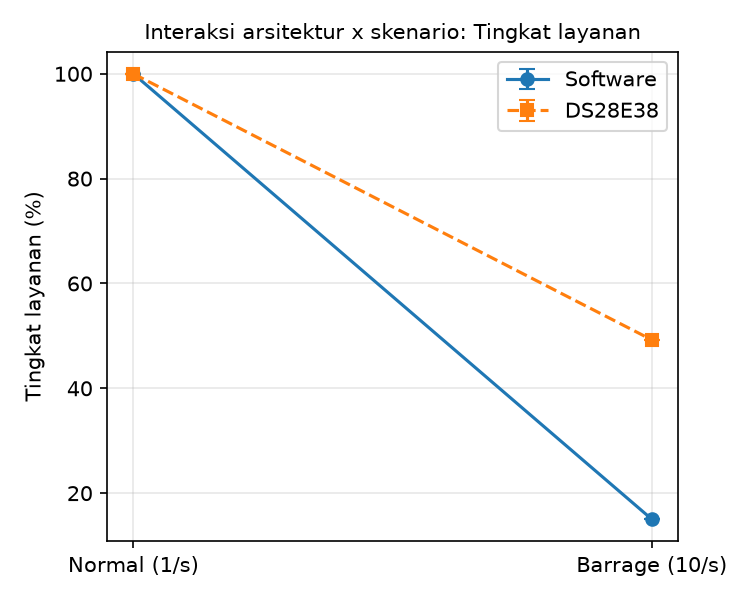 Interaksi arsitektur x skenario: Tingkat layanan
Software
DS28E38
Tingkat layanan (%)
100
80
60
40
20
Normal (1/s)
Barrage (10/s)